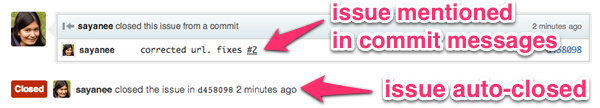 sayanee closed this issue from a commit
2 minutes ago
issue mentioned
sayanee corrected url. fixes #2
in commit messages
d458098
Closed sayanee closed the issue in d458098 2 minutes ago
issue auto-closed